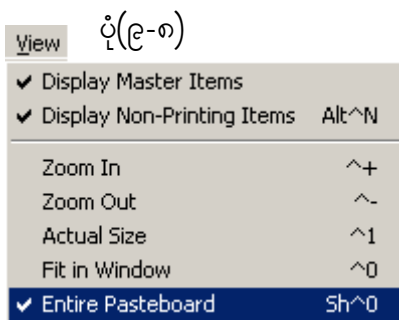 View ပုံ(၉-၈)
✔ Display Master Items
✔ Display Non-Printing Items Alt^N
Zoom In ^+
Zoom Out ^-
Actual Size ^1
Fit in Window ^0
✔ Entire Pasteboard Sh^0